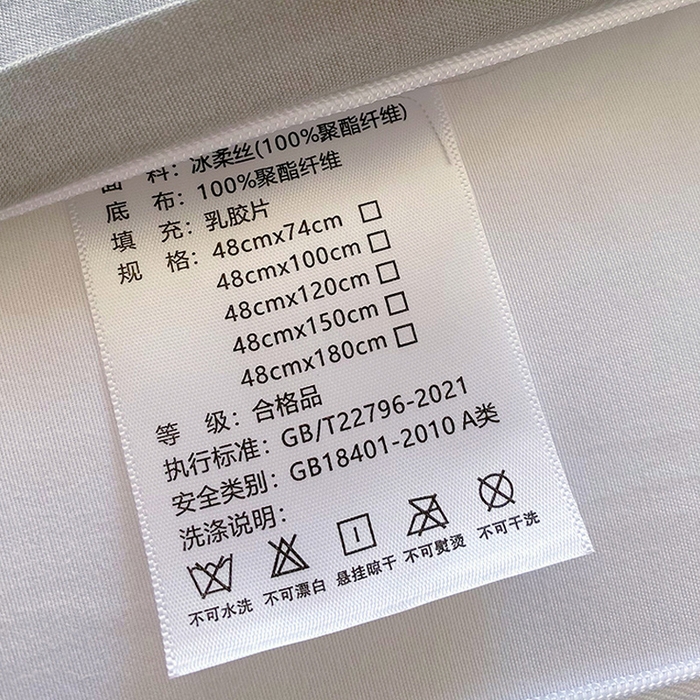 面 料：冰柔丝(100%聚酯纤维)
底 布：100%聚酯纤维
填 充：乳胶片
规 格：48cmx74cm □
48cmx100cm □
48cmx120cm □
48cmx150cm □
48cmx180cm □
等 级：合格品
执行标准：GB/T22796-2021
安全类别：GB18401-2010 A类
洗涤说明：
不可水洗 不可漂白 悬挂晾干 不可熨烫 不可干洗